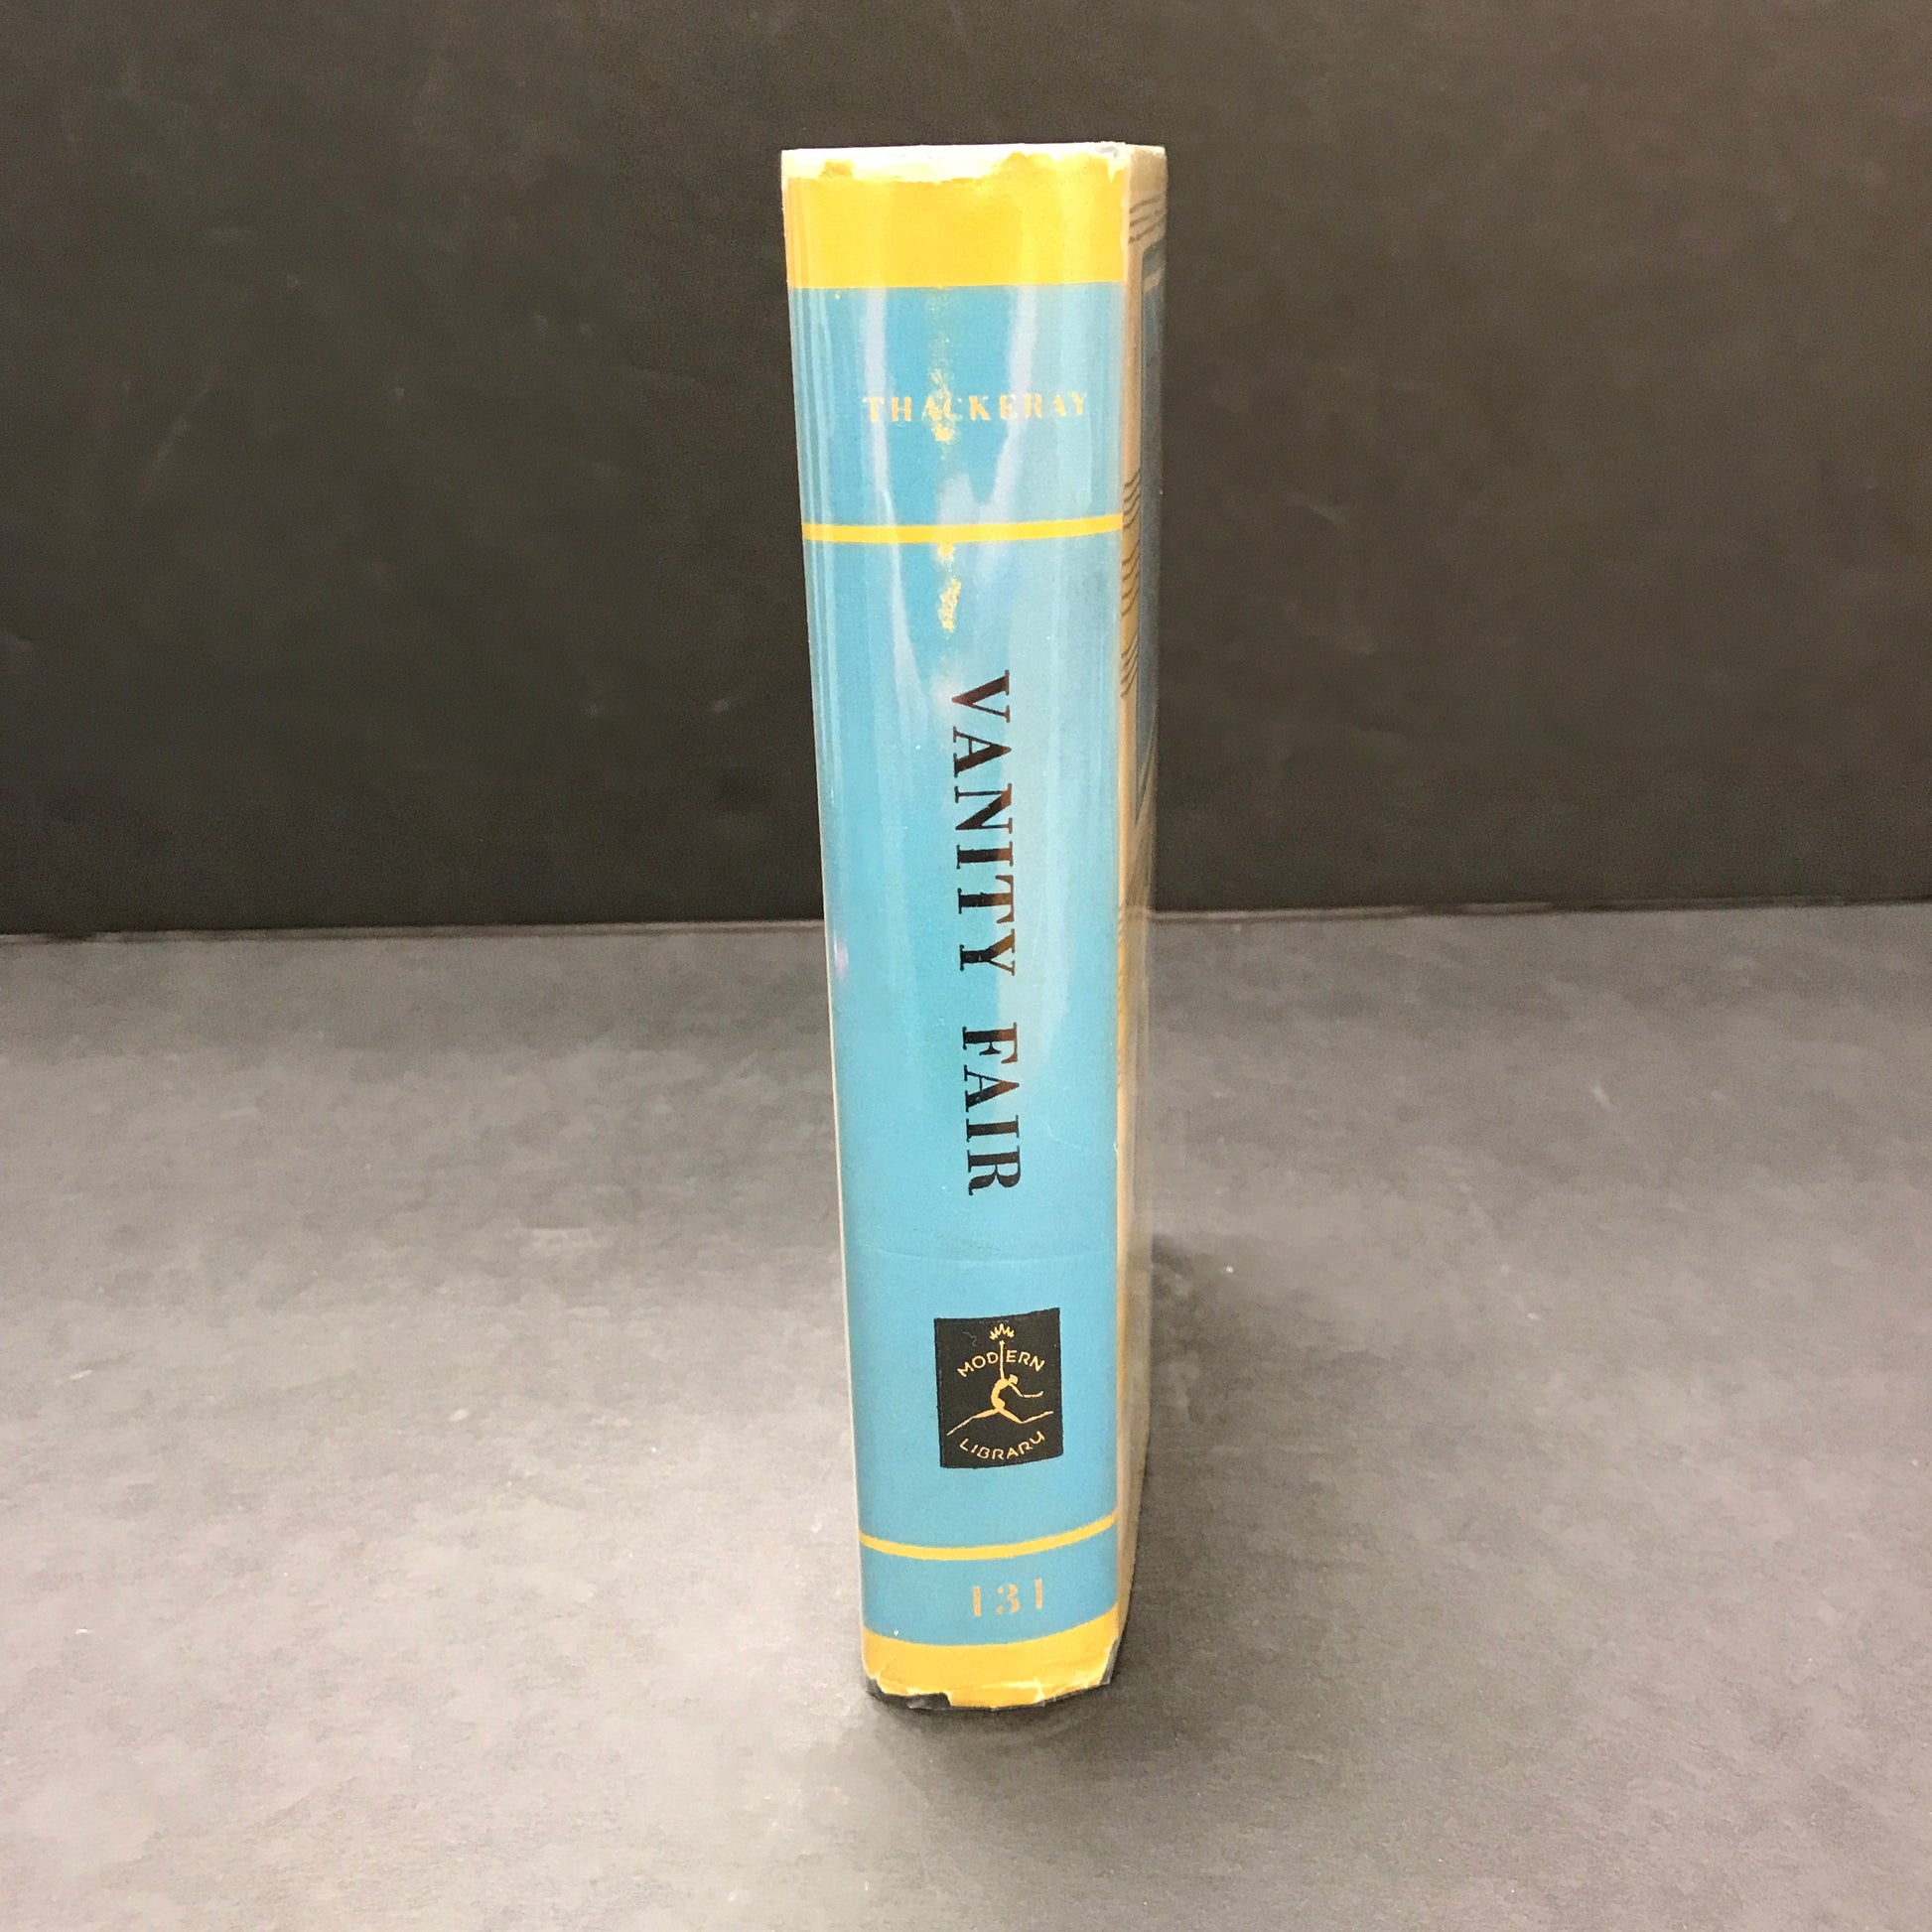 THACKERAY
VANITY FAIR
MODERN
LIBRARY
131